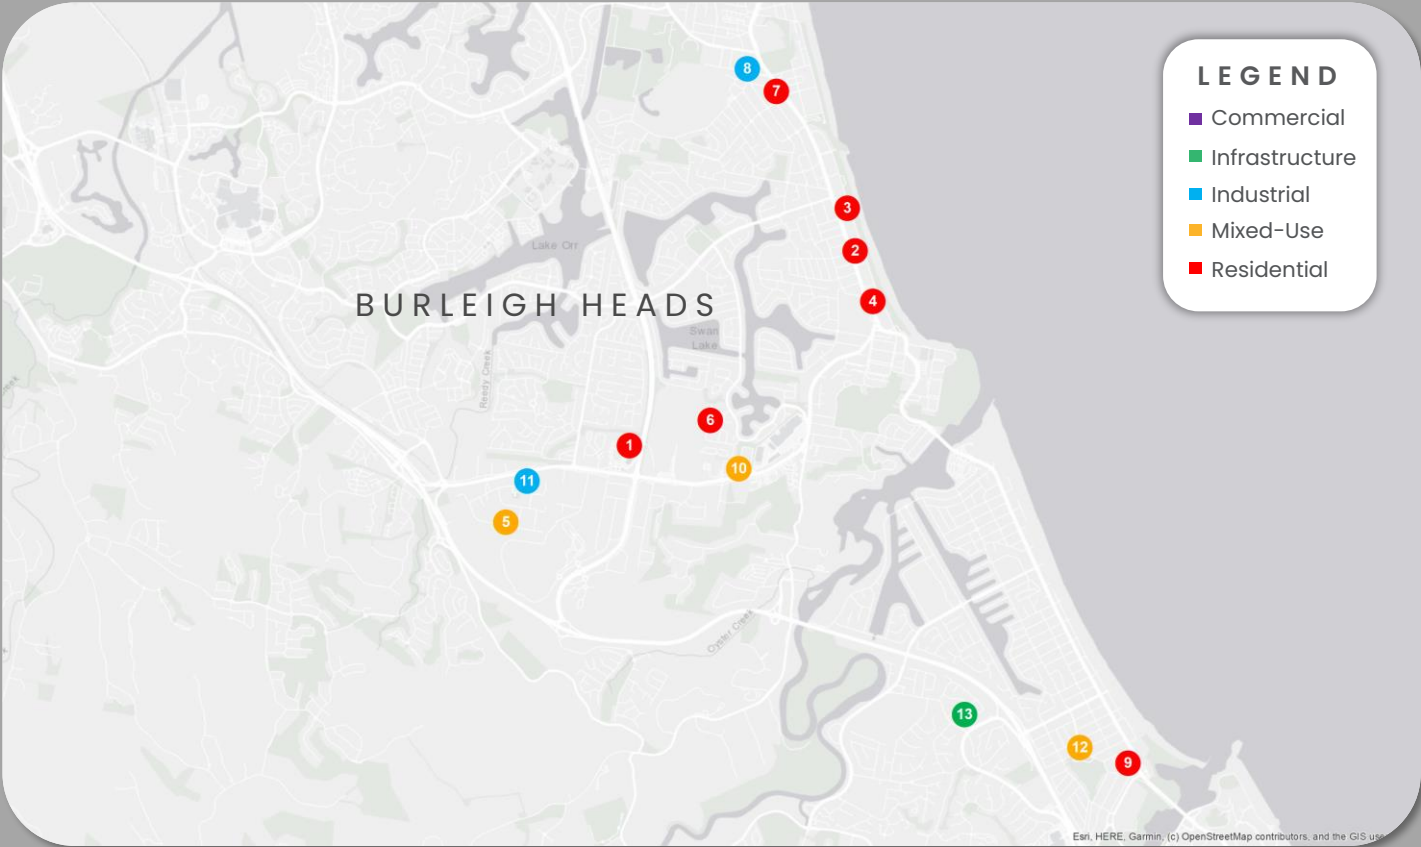 8
7
LEGEND
Commercial
Infrastructure
Industrial
Mixed-Use
Residential
3
2
Lake Orr
4
BURLEIGH HEADS
Swan
Lake
Reedy Creek
Creek
6
1
10
11
5
Oyster Creek
13
12
9
Esri, HERE, Garmin, (c) OpenStreetMap contributors, and the GIS use